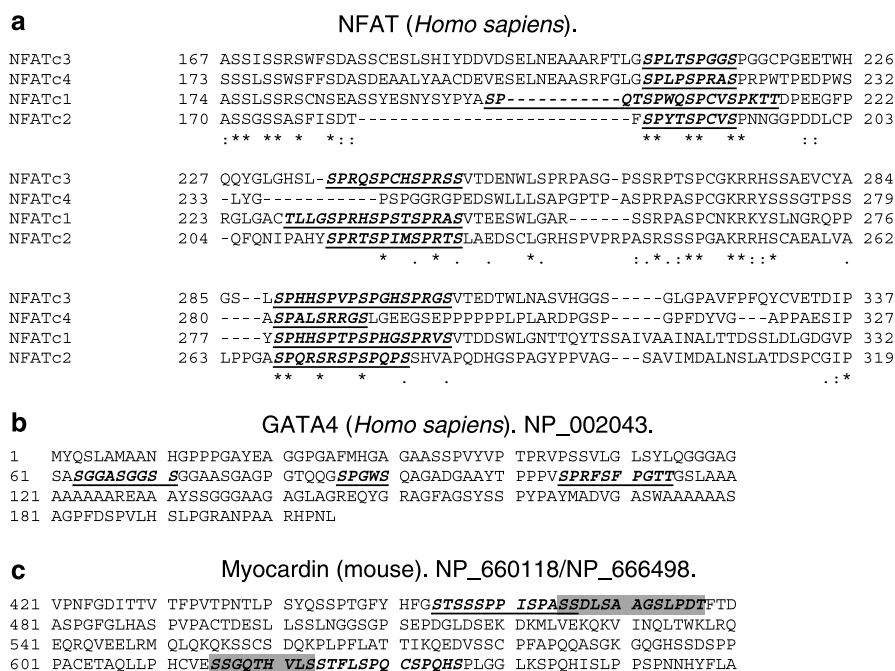 a
NFAT (Homo sapiens).
NFATc3 167 ASSISSRSWFSDASSCESLSHIYDDVDSELNEAAARFTLGSPLTSPGGSPGGCPGEETWH 226
NFATc4 173 SSSLSSWSFFSDASDEAALYAACDEVESELNEAASRFGLGSPLPSPRASPRPWTPEDPWS 232
NFATc1 174 ASSLSSRSCNSEASSYESNYSYPYASP-----------QTSPWQSPCVSPKTTDPEEGFP 222
NFATc2 170 ASSGSSASFISDT--------------------------FSPYTSPCVSPNNGGPDDLCP 203
:*** ** *:: ** ** ** ::
NFATc3 227 QQYGLGHSL-SPRQSPCHSPRSSVTDENWLSPRPASG-PSSRPTSPCGKRRHSSAEVCYA 284
NFATc4 233 -LYG-----------PSPGGRGPEDSWLLLSAPGPTP-ASPRPASPCGKRRYSSSGTPSS 279
NFATc1 223 RGLGACTLLGSPRHSPSTSPRASVTEESWLGAR----SSRPASPCNKRKYSLNGRQPP 276
NFATc2 204 -QFQNIPAHYSPRTSPIMSPRTSLAEDSCLGRHSPVPRPASRSSSPGAKRRHSCAEALVA 262
* . * . *. :.*.:** **::* .
NFATc3 285 GS--LSPHHSPVPSPGHSPRGSVTEDTWLNASVHGGS-----GLGPAVFPFQYCVETDIP 337
NFATc4 280 ----ASPALSRRGSLGEEGSEPPPPPPLPLARDPGSP-----GPFDYVG---APPAESIP 327
NFATc1 277 ----YSPHHSPTPSPHGSPRVSVTDDSWLGNTTQYTSSAIVAAINALTTDSSLDLGDGVP 332
NFATc2 263 LPPGASPQRSRSPSPQPSSHVAPQDHGSPAGYPPVAG---SAVIMDALNSLATDSPCGIP 319
** * * . . .:*
b
GATA4 (Homo sapiens). NP_002043.
1 MYQSLAMAAN HGPPPGAYEA GGPGAFMHGA GAASSPVYVP TPRVPSSVLG LSYLQGGGAG
61 SASGGASGGS SGGAASGAGP GTQQGSPGWS QAGADGAAYT PPPVSPRFSF PGTTGSLAAA
121 AAAAAAREAA AYSSGGGAAG AGLAGREQYG RAGFAGSYSS PYPAYMADVG ASWAAAAAAS
181 AGPFDSPVLH SLPGRANPAA RHPNL
c
Myocardin (mouse). NP_660118/NP_666498.
421 VPNFGDITTV TFPVTPNTLP SYQSSPTGFY HFGSTSSSPP ISPASSDLSA AGSLPDTFTD
481 ASPGFGLHAS PVPACTDESL LSSLNGGSGP SEPDGLDSEK DKMLVEKQKV INQLTWKLRQ
541 EQRQVEELRM QLQKQKSSCS DQKPLPFLAT TIKQEDVSSC PFAPQQASGK GQGHSSDSPP
601 PACETAQLLP HCVESSGQTH VLSSTFLSPQ CSPQHSPLGG LKSPQHISLP PSPNNHYFLA